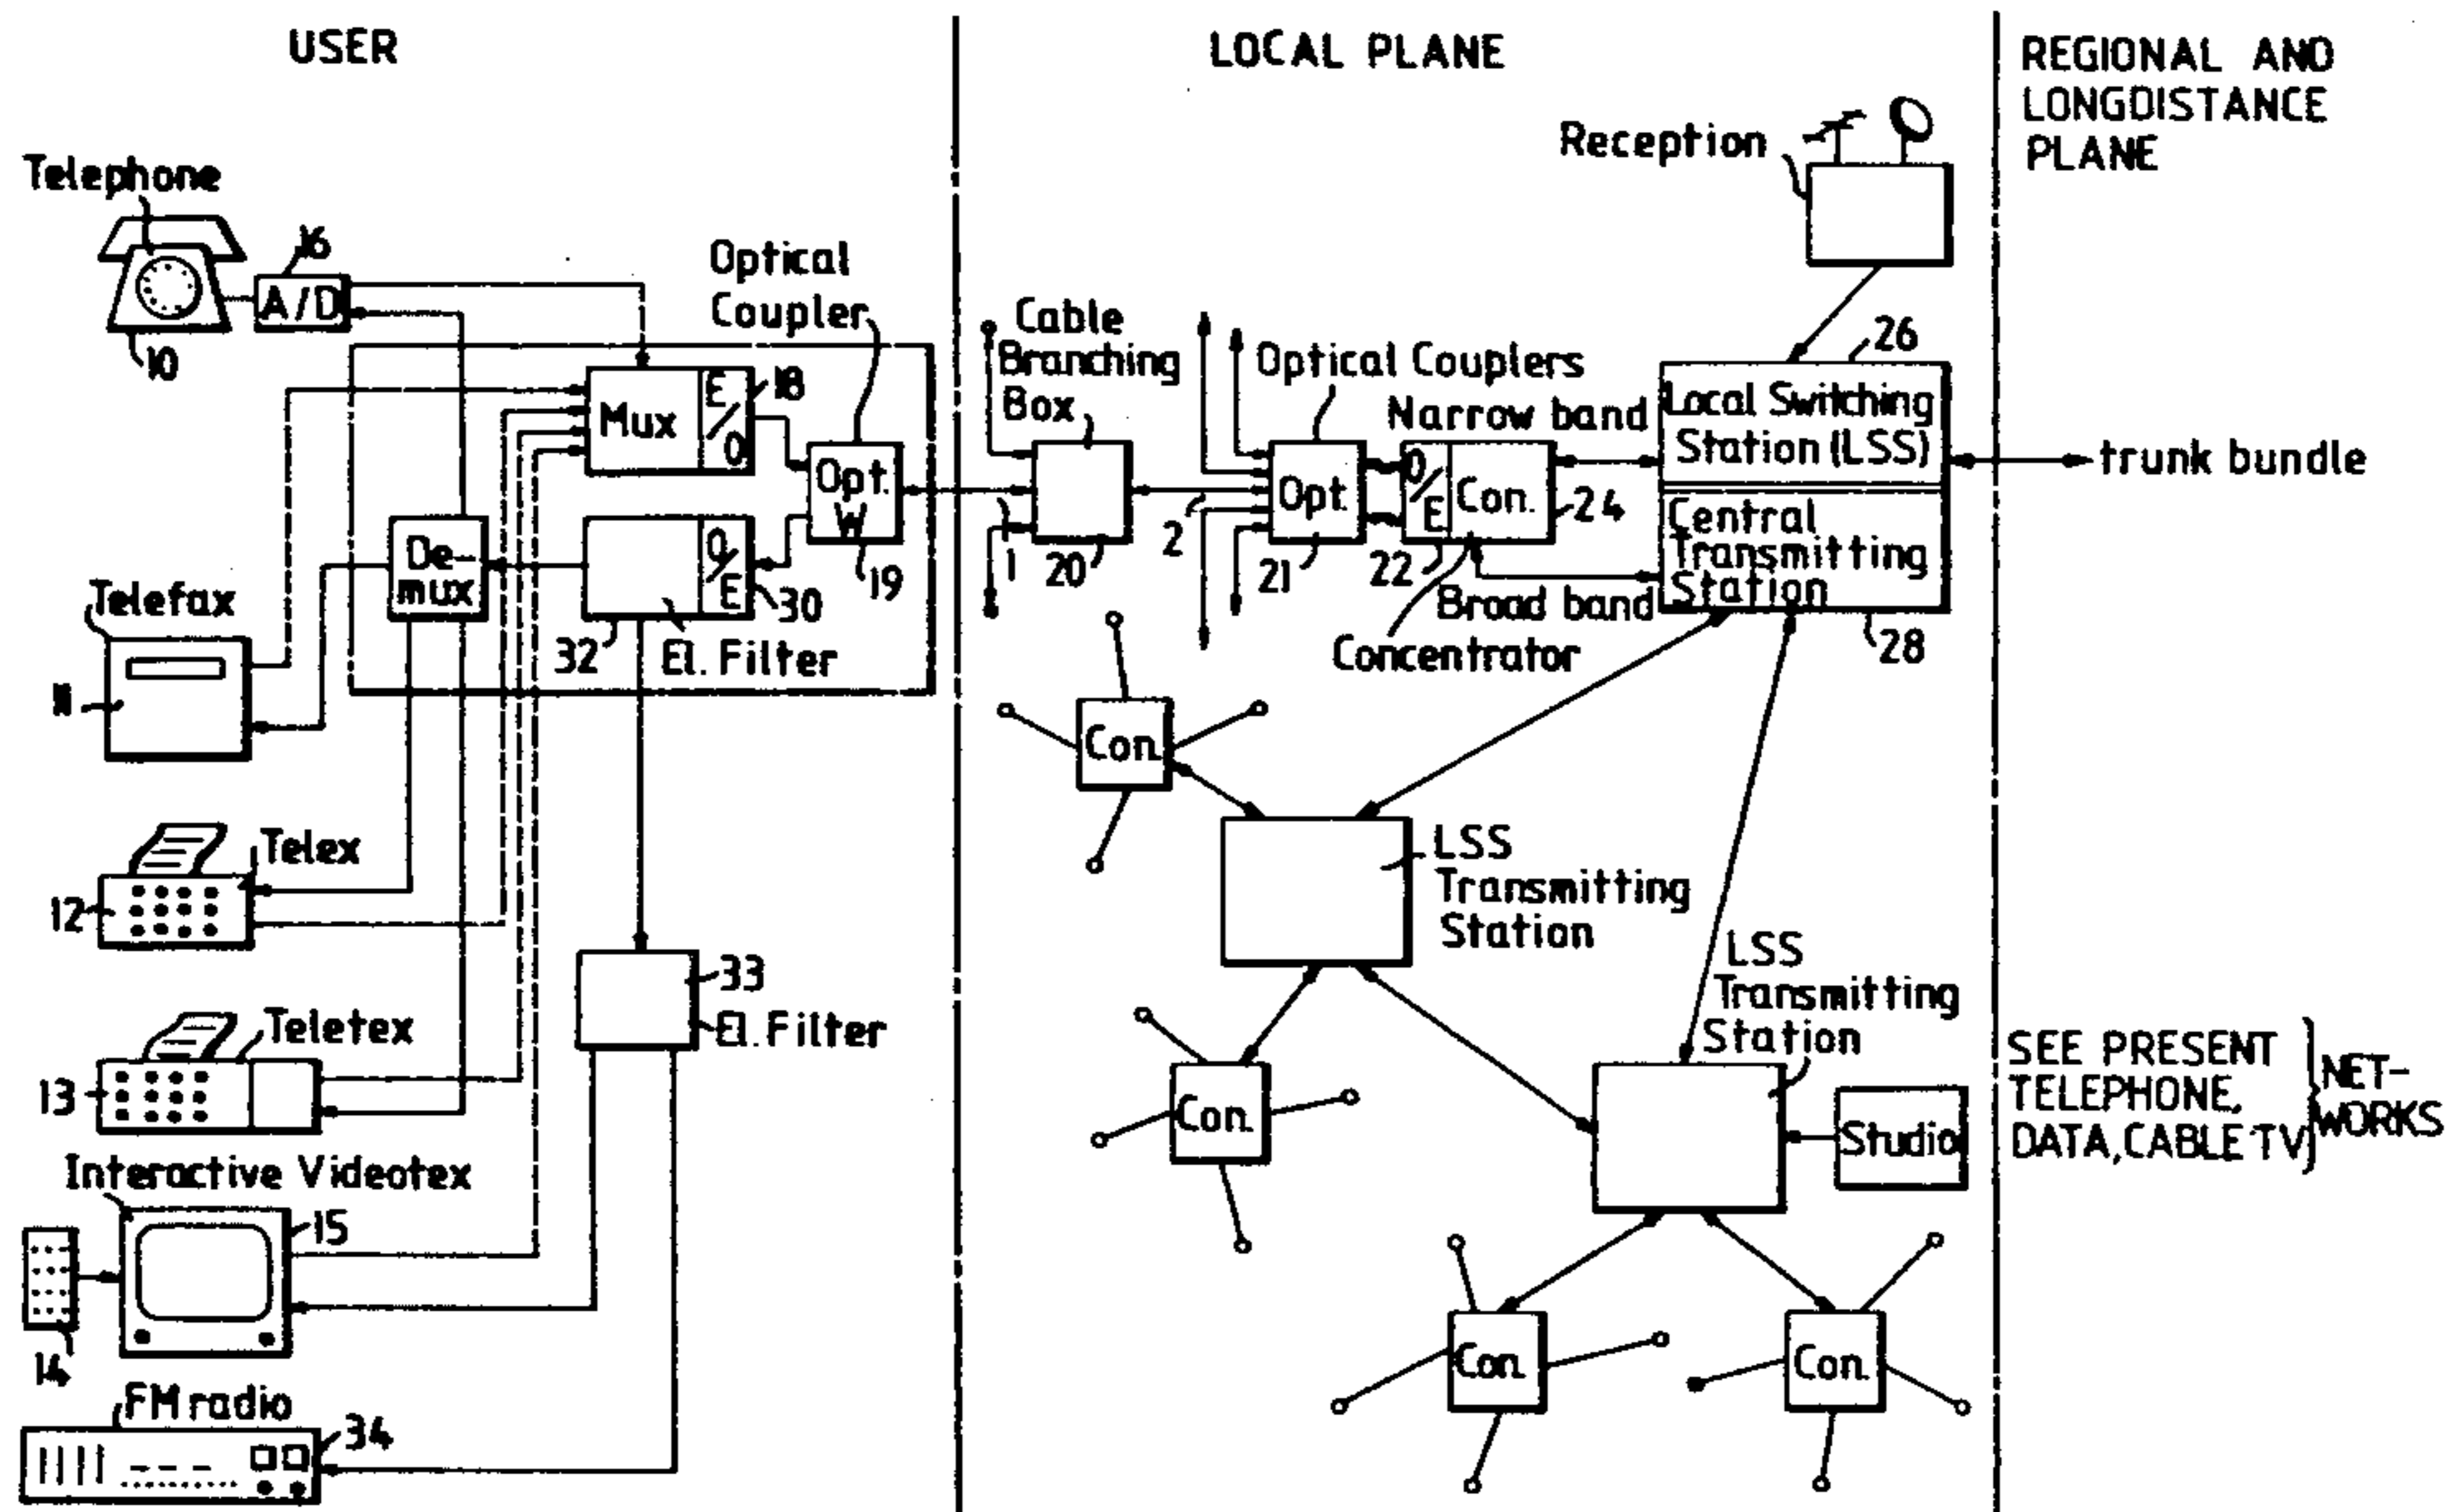 USER
LOCAL PLANE
REGIONAL AND
LONGDISTANCE
PLANE
Telephone
16
A/D
10
Optical
Coupler
Mux
E/O
18
Opt.
W
19
De-
mux
O/E
30
32
El. Filter
Telefax
11
Telex
12
33
El. Filter
Teletex
13
Interactive Videotex
15
14
FM radio
34
Cable
Branching
Box
1
20
2
Optical Couplers
Opt.
21
O/E
Con.
22
24
Narrow band
Broad band
Concentrator
Reception
26
Local Switching
Station (LSS)
Central
Transmitting
Station
28
trunk bundle
Con.
LSS
Transmitting
Station
Con.
LSS
Transmitting
Station
Studio
Con.
Con.
SEE PRESENT
TELEPHONE,
DATA, CABLE TV
NET-
WORKS